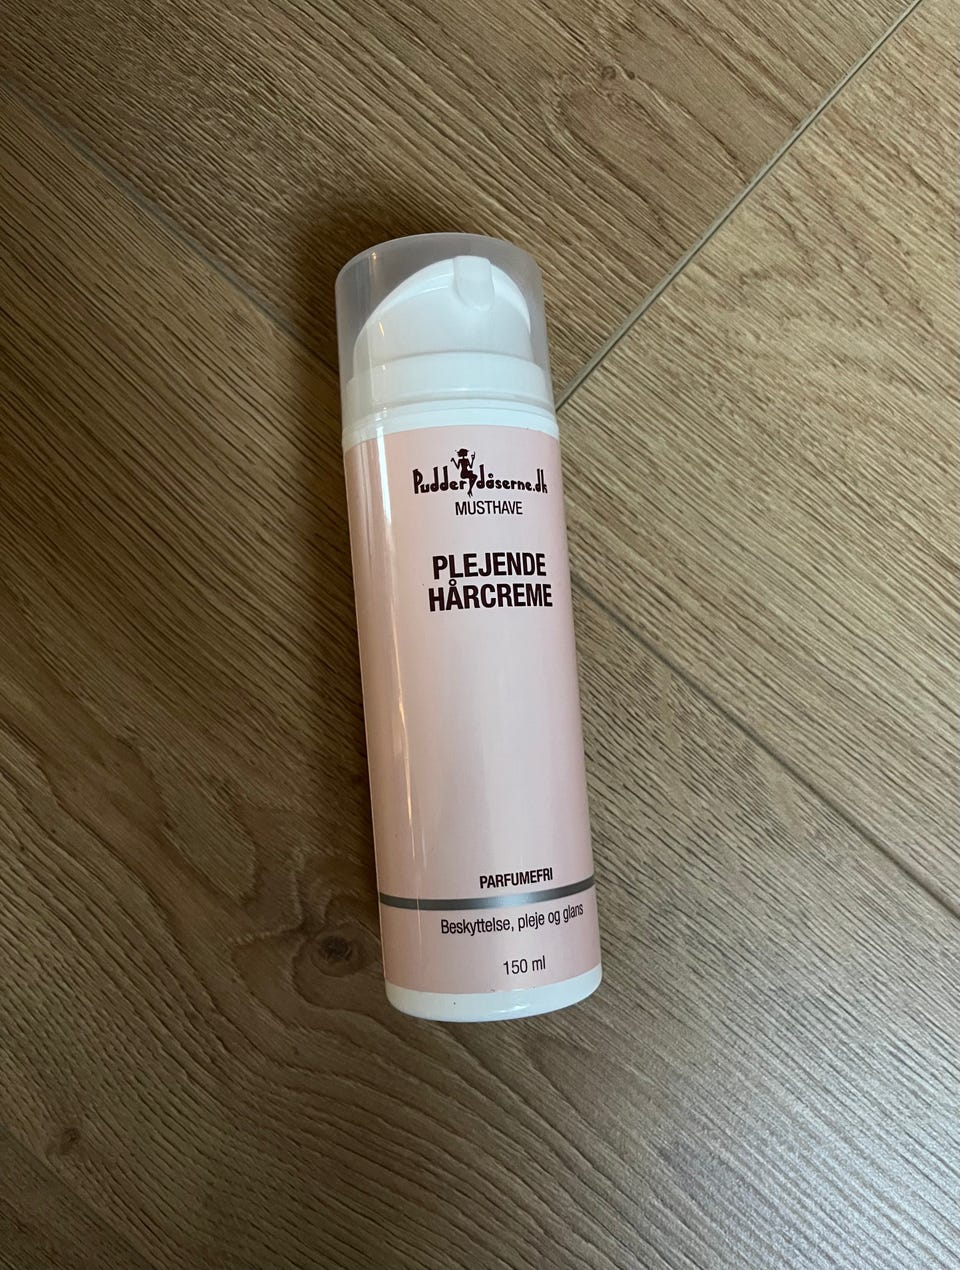 Pudderdåserne.dk
MUSTHAVE
PLEJENDE
HÅRCREME
PARFUMEFRI
Beskyttelse, pleje og glans
150 ml